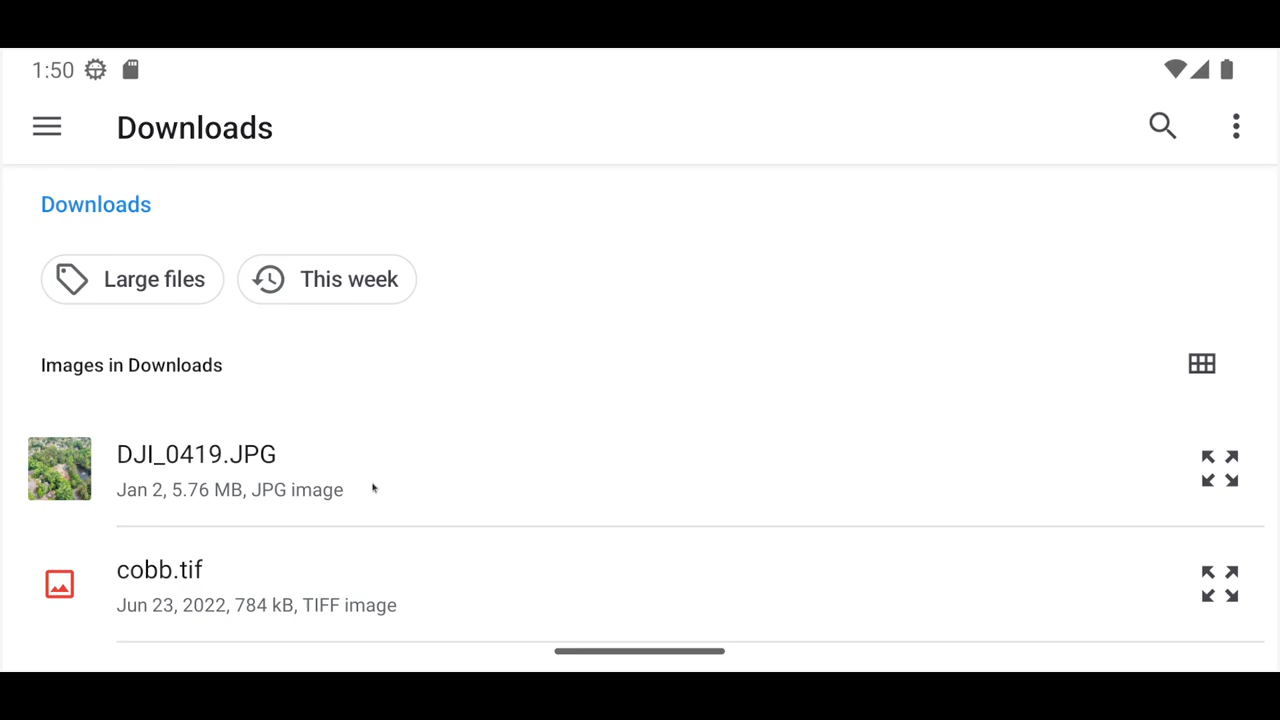 1:50
Downloads
Downloads
Large files
This week
Images in Downloads
DJI_0419.JPG
Jan 2, 5.76 MB, JPG image
cobb.tif
Jun 23, 2022, 784 kB, TIFF image